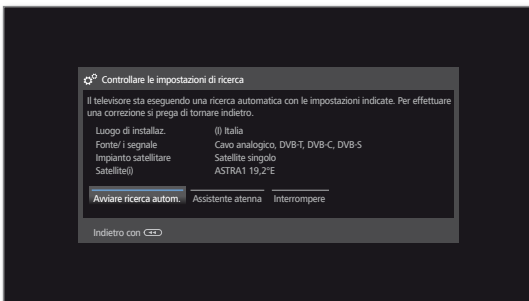 Controllare le impostazioni di ricerca
Il televisore sta eseguendo una ricerca automatica con le impostazioni indicate. Per effettuare
una correzione si prega di tornare indietro.
Luogo di installaz. (I) Italia
Fonte/ i segnale Cavo analogico, DVB-T, DVB-C, DVB-S
Impianto satellitare Satellite singolo
Satellite(i) ASTRA1 19,2°E
Avviare ricerca autom. Assistente atenna Interrompere
Indietro con